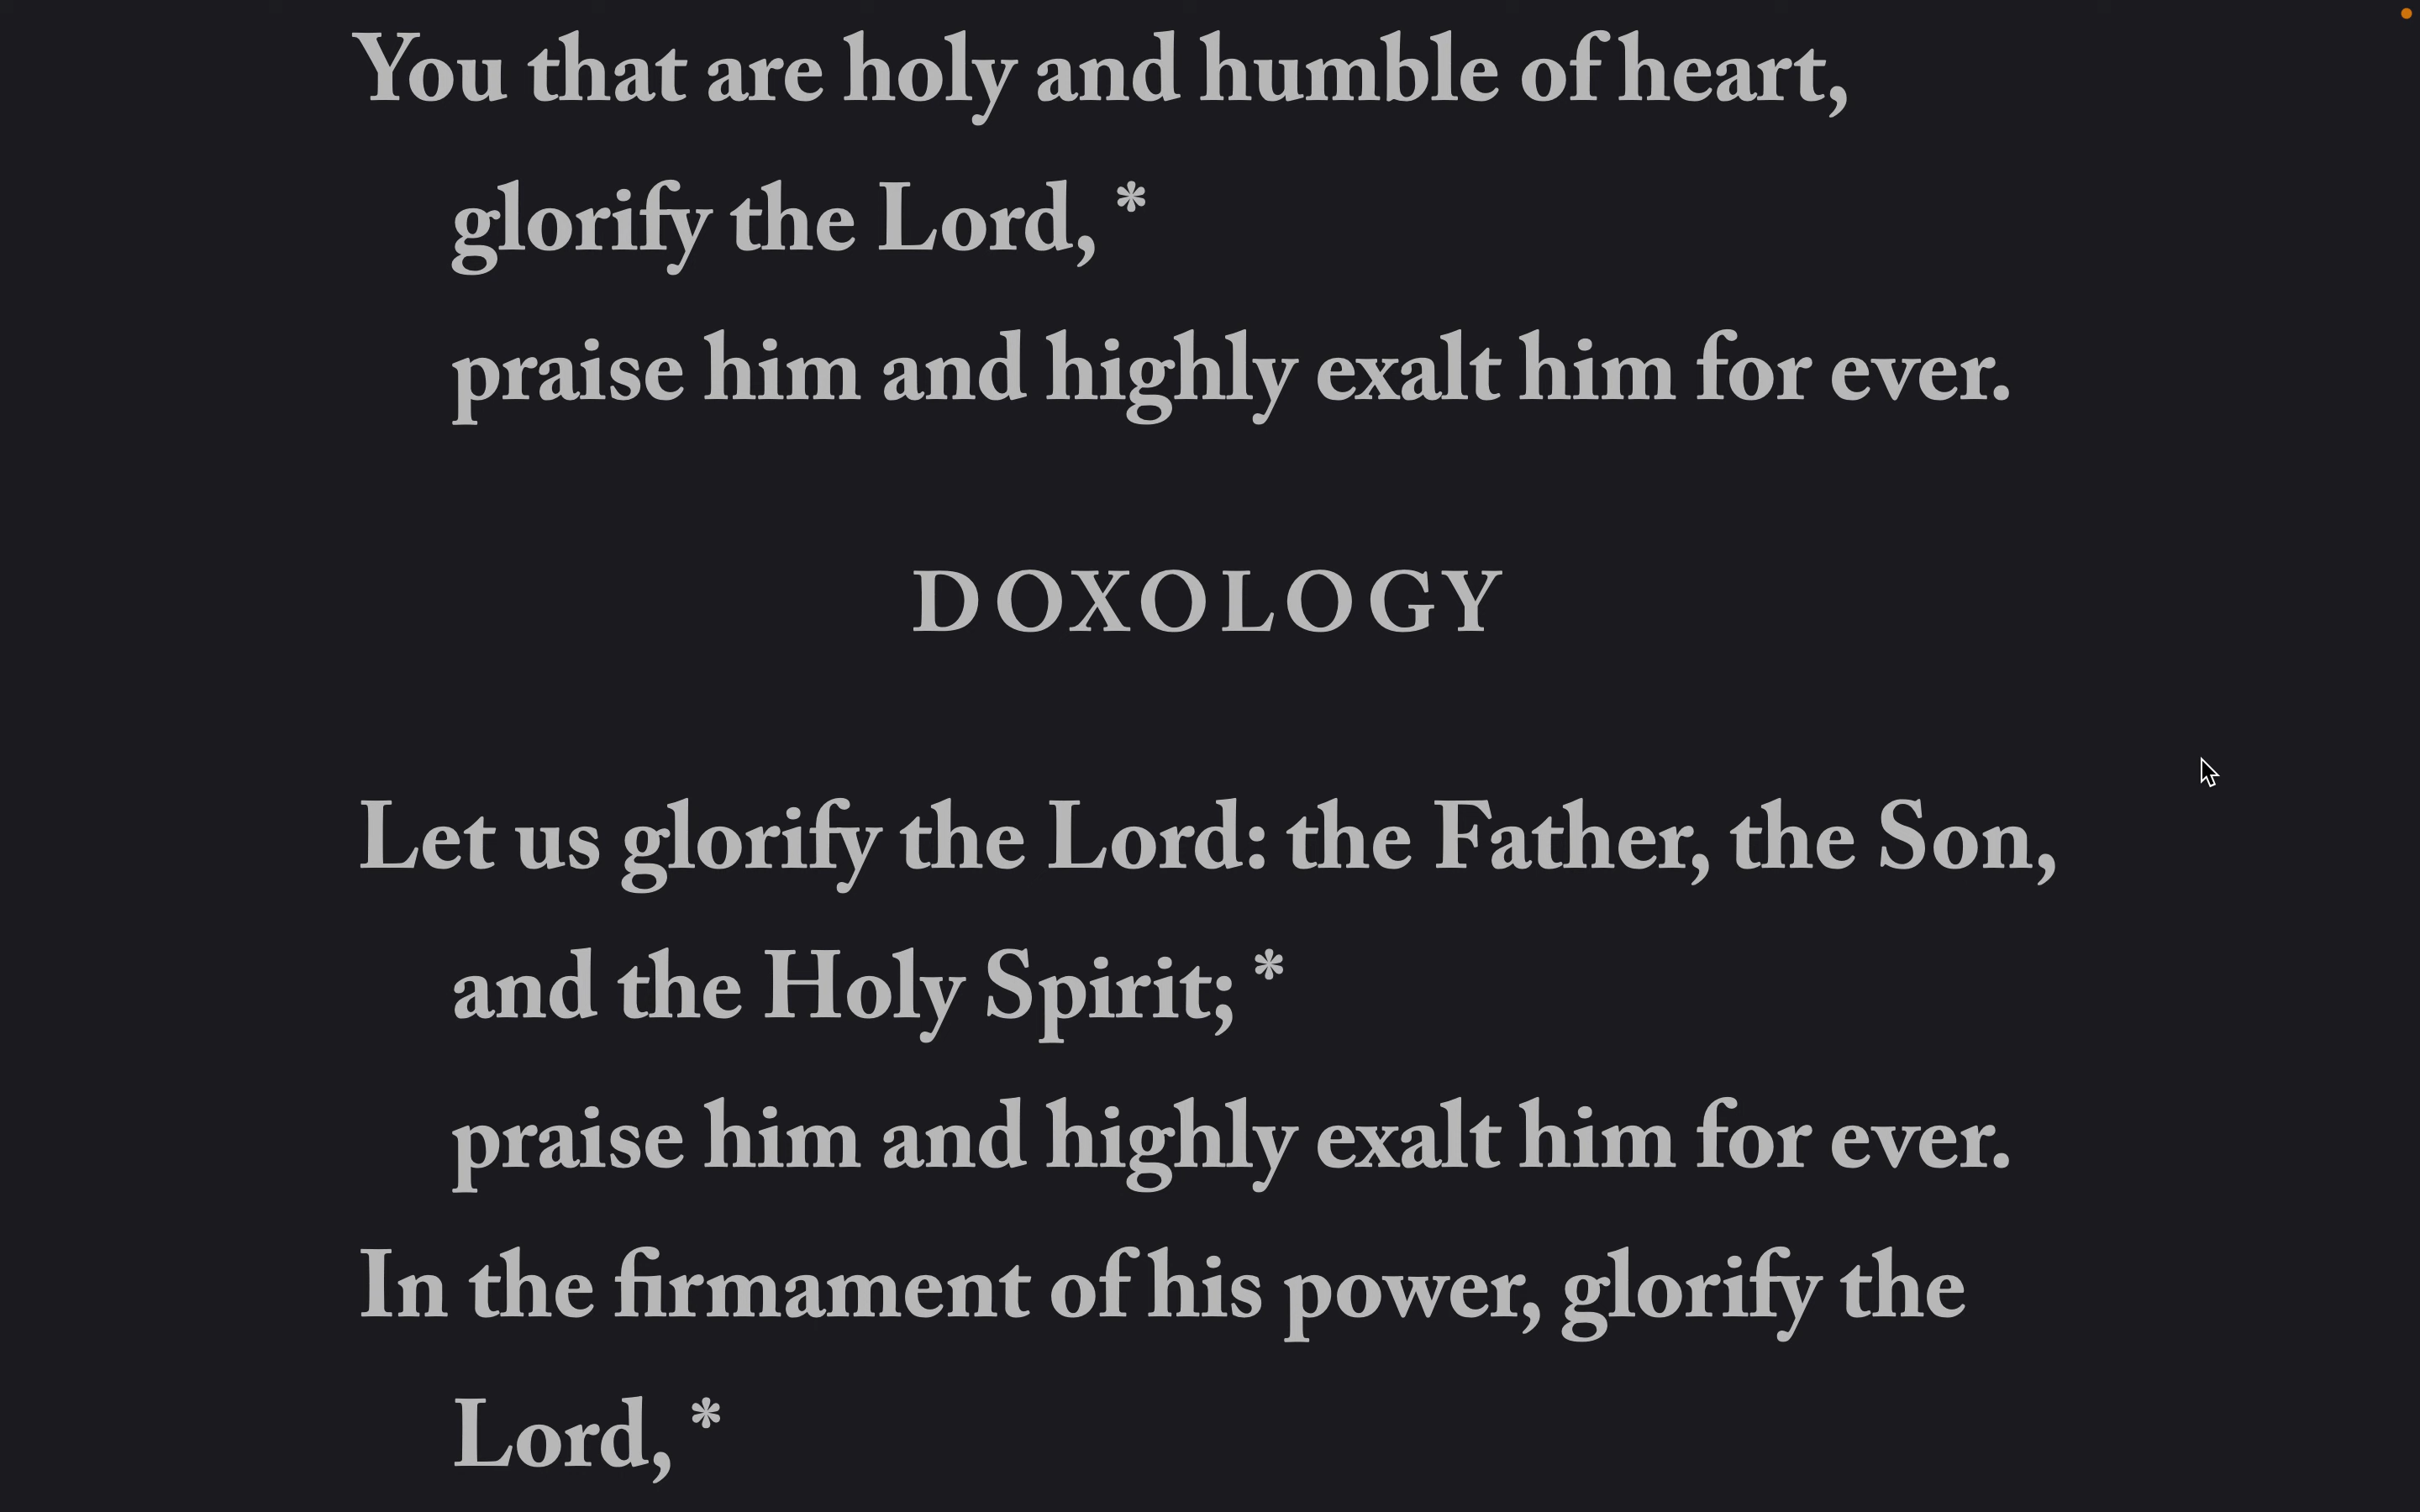 You that are holy and humble of heart,
glorify the Lord, *
praise him and highly exalt him for ever.
DOXOLOGY
Let us glorify the Lord: the Father, the Son,
and the Holy Spirit; *
praise him and highly exalt him for ever.
In the firmament of his power, glorify the
Lord, *